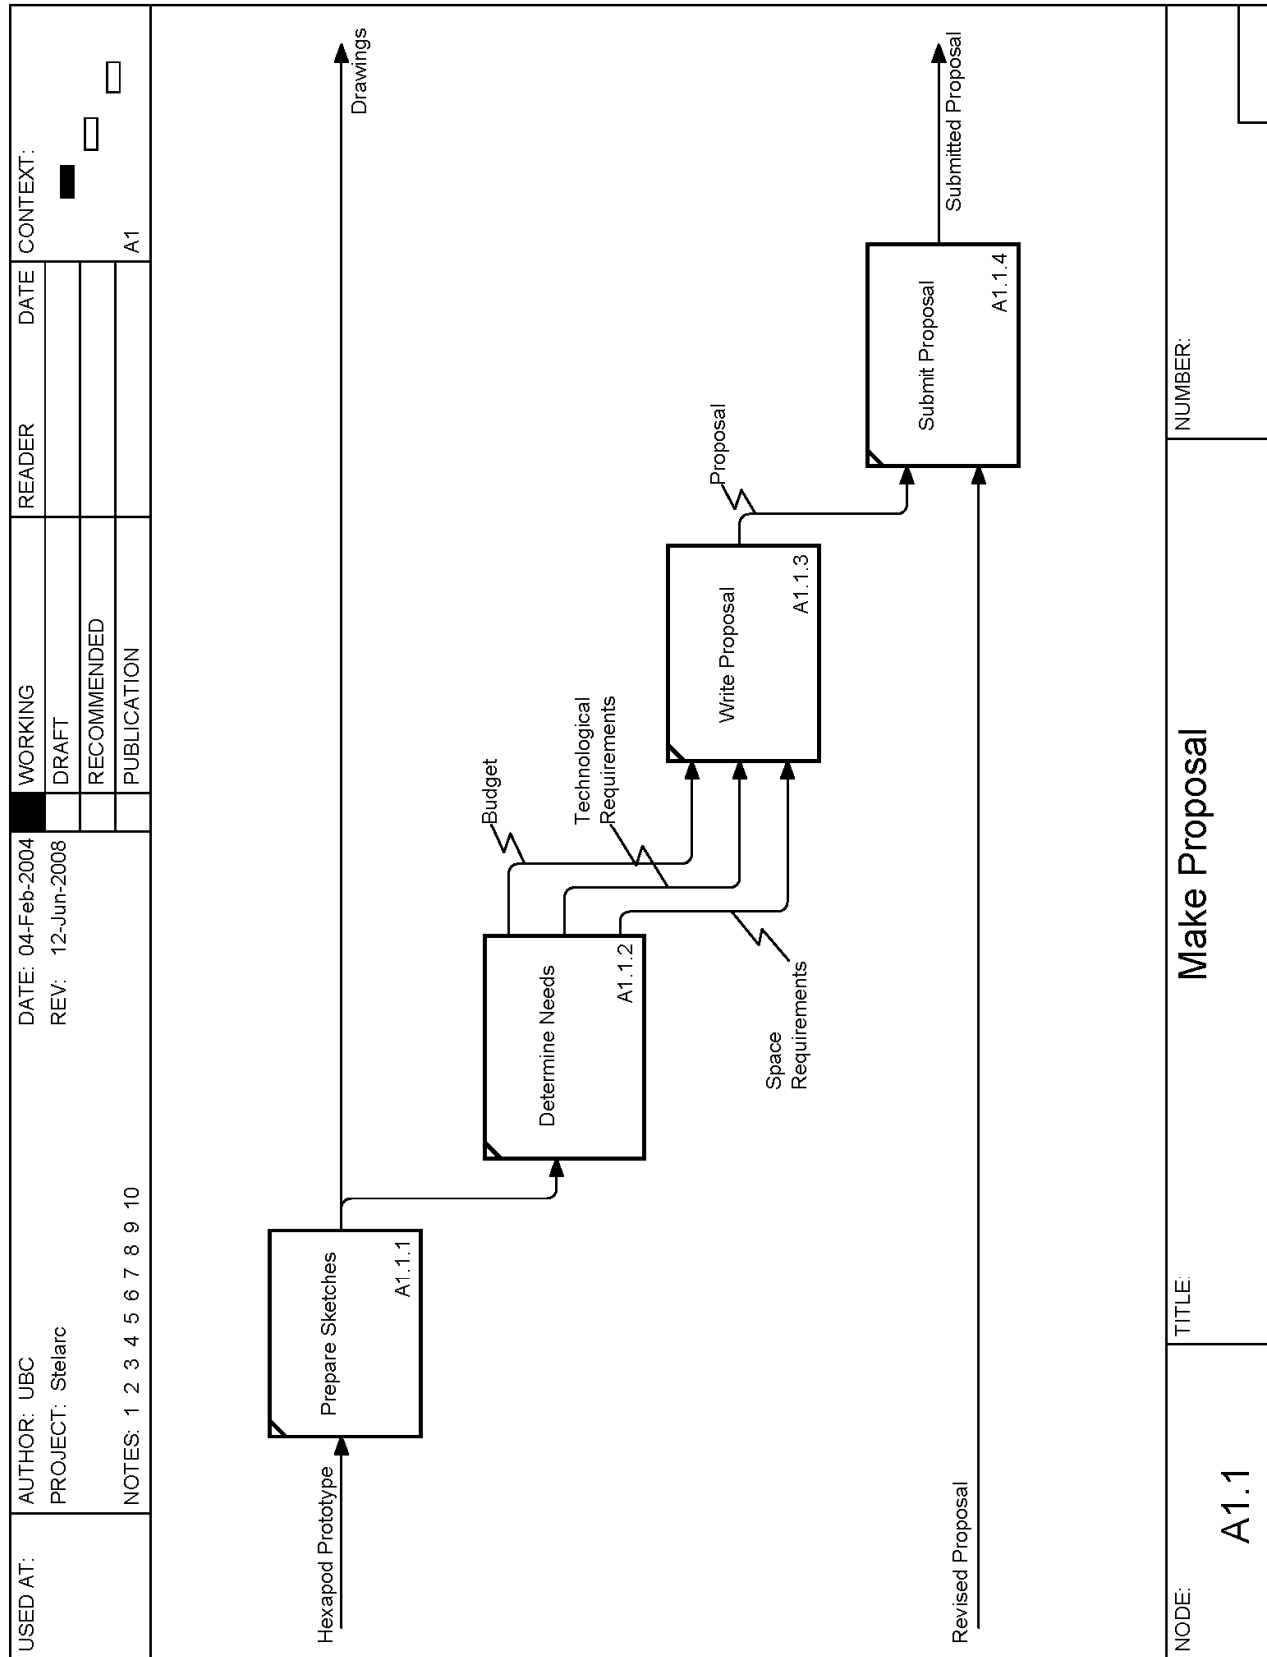 USED AT:
AUTHOR: UBC
PROJECT: Stelarc
NOTES: 1 2 3 4 5 6 7 8 9 10
DATE: 04-Feb-2004
REV: 12-Jun-2008
WORKING
DRAFT
RECOMMENDED
PUBLICATION
READER
DATE
CONTEXT:
A1
Hexapod Prototype
Prepare Sketches
A1.1.1
Drawings
Determine Needs
A1.1.2
Budget
Technological
Requirements
Space
Requirements
Write Proposal
A1.1.3
Proposal
Submit Proposal
A1.1.4
Submitted Proposal
Revised Proposal
NODE:
A1.1
TITLE:
Make Proposal
NUMBER: